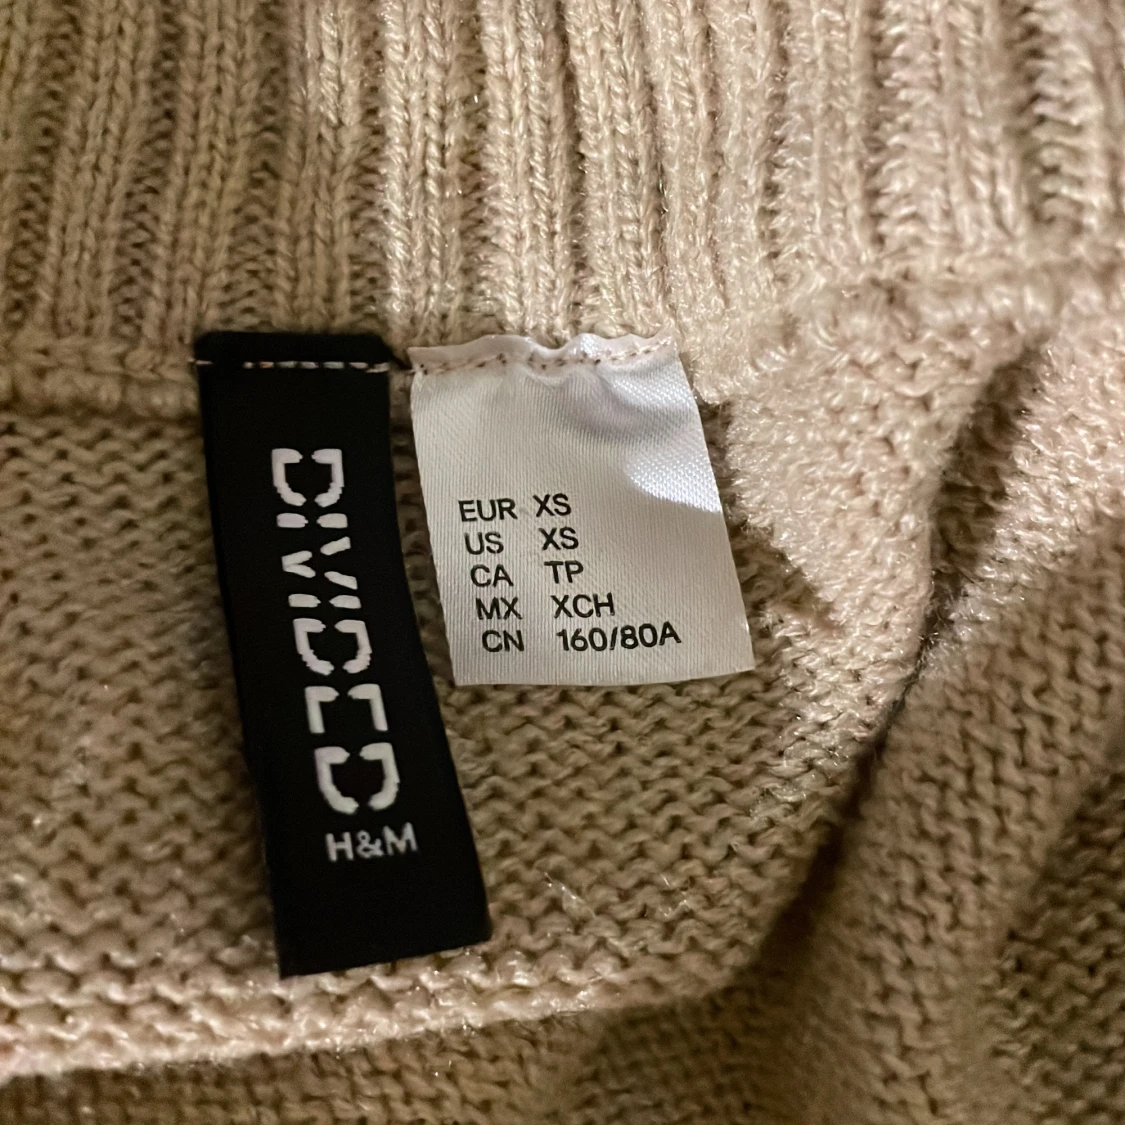 DIVIDED
H&M
EUR XS
US XS
CA TP
MX XCH
CN 160/80A